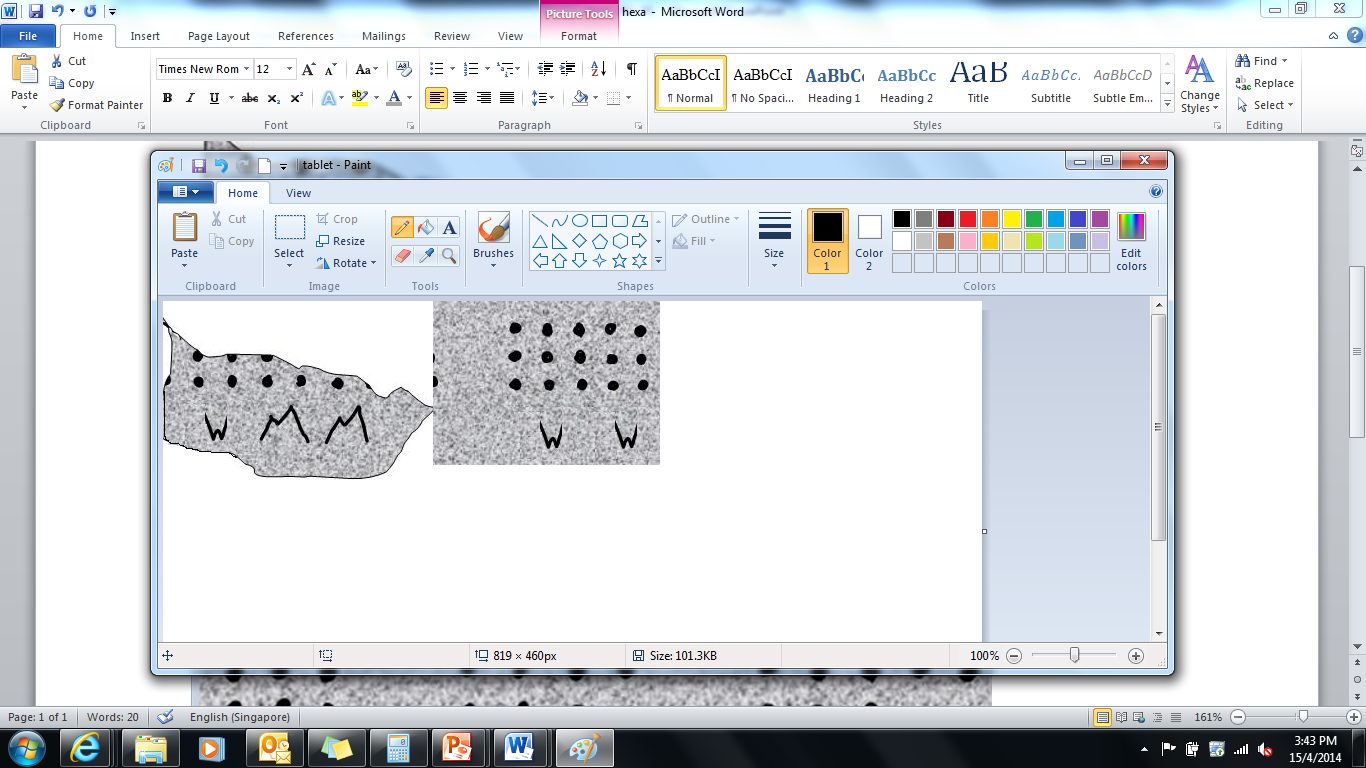 hexa - Microsoft Word
Picture Tools
File Home Insert Page Layout References Mailings Review View Format
Paste
Cut
Copy
Format Painter
Clipboard
Times New Rom 12
Font
Paragraph
AaBbCcI AaBbCcI AaBbCc AaBbCc AaB AaBbCcI AaBbCcD
¶ Normal ¶ No Spaci... Heading 1 Heading 2 Title Subtitle Subtle Em...
Change Styles
Styles
Find
Replace
Select
Editing
tablet - Paint
Home View
Paste
Cut
Copy
Clipboard
Select
Crop
Resize
Rotate
Image
Tools
Brushes
Outline
Fill
Shapes
Size
Color 1
Color 2
Edit colors
Colors
W M M W W
819 × 460px
Size: 101.3KB
100%
Page: 1 of 1 Words: 20 English (Singapore) 161%
3:43 PM
15/4/2014